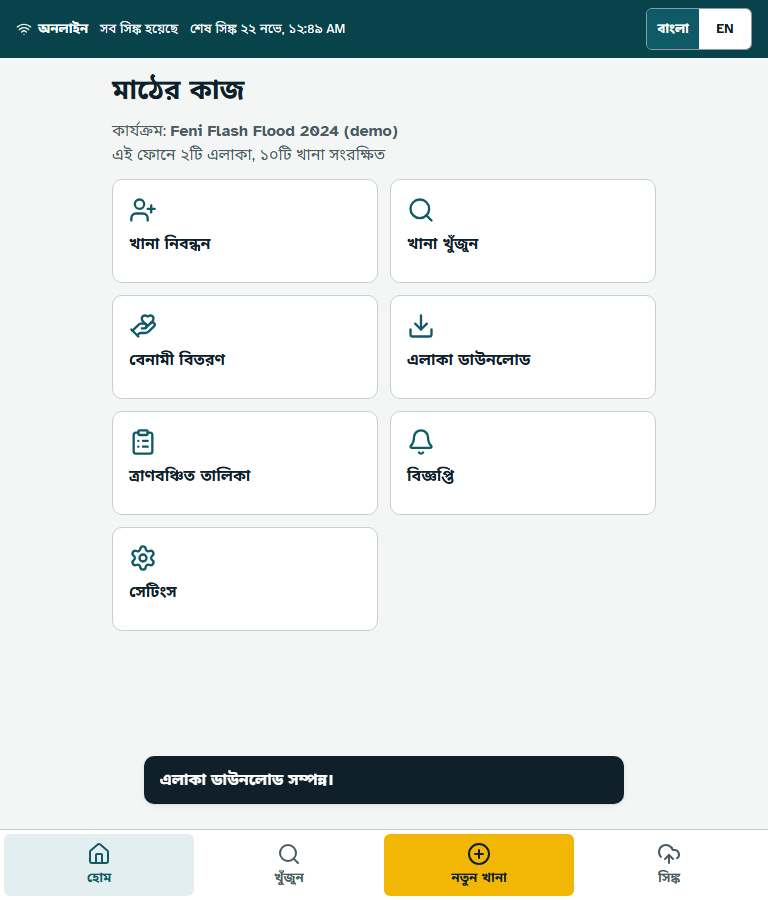 অনলাইন সব সিঙ্ক হয়েছে শেষ সিঙ্ক ২২ নভে, ১২:৪৯ AM
বাংলা EN
মাঠের কাজ
কার্যক্রম: Feni Flash Flood 2024 (demo)
এই ফোনে ২টি এলাকা, ১০টি খানা সংরক্ষিত
খানা নিবন্ধন
খানা খুঁজুন
বেনামী বিতরণ
এলাকা ডাউনলোড
ত্রাণবঞ্চিত তালিকা
বিজ্ঞপ্তি
সেটিংস
এলাকা ডাউনলোড সম্পন্ন।
হোম
খুঁজুন
নতুন খানা
সিঙ্ক